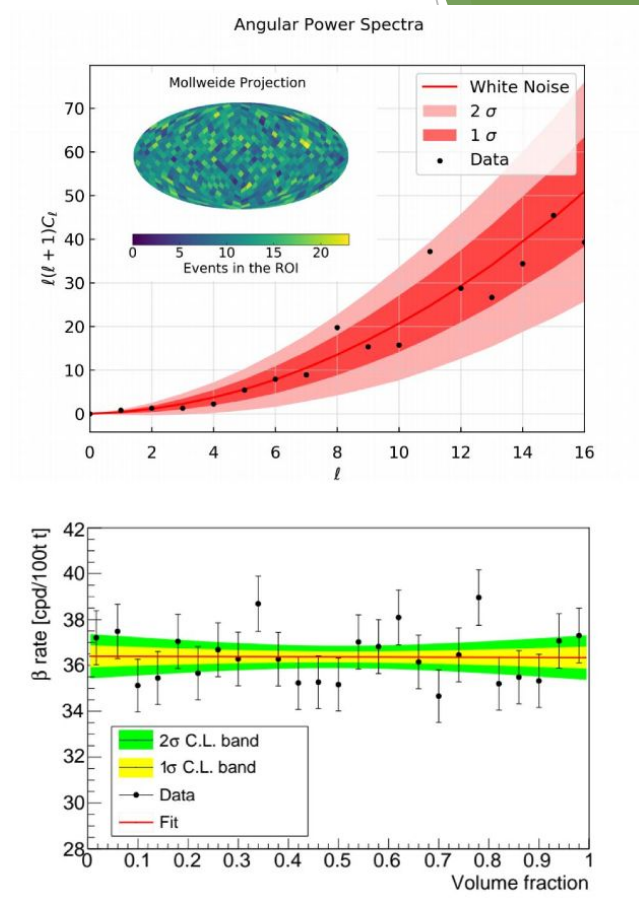 Angular Power Spectra
Mollweide Projection
0 5 10 15 20
Events in the ROI
White Noise
2 σ
1 σ
Data
70
60
50
40
30
20
10
0
ℓ(ℓ + 1)Cℓ
0 2 4 6 8 10 12 14 16
ℓ
42
40
38
36
34
32
30
28
β rate [cpd/100t t]
2σ C.L. band
1σ C.L. band
Data
Fit
0 0.1 0.2 0.3 0.4 0.5 0.6 0.7 0.8 0.9 1
Volume fraction